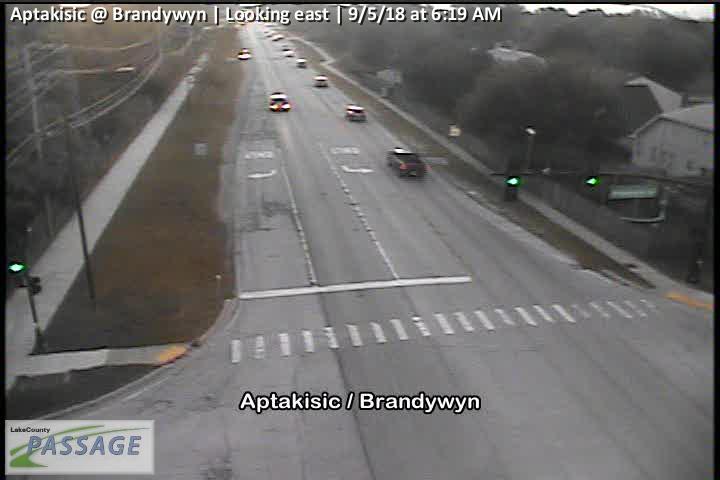 Aptakisic @ Brandywyn | Looking east | 9/5/18 at 6:19 AM
Aptakisic / Brandywyn
LakeCounty
PASSAGE